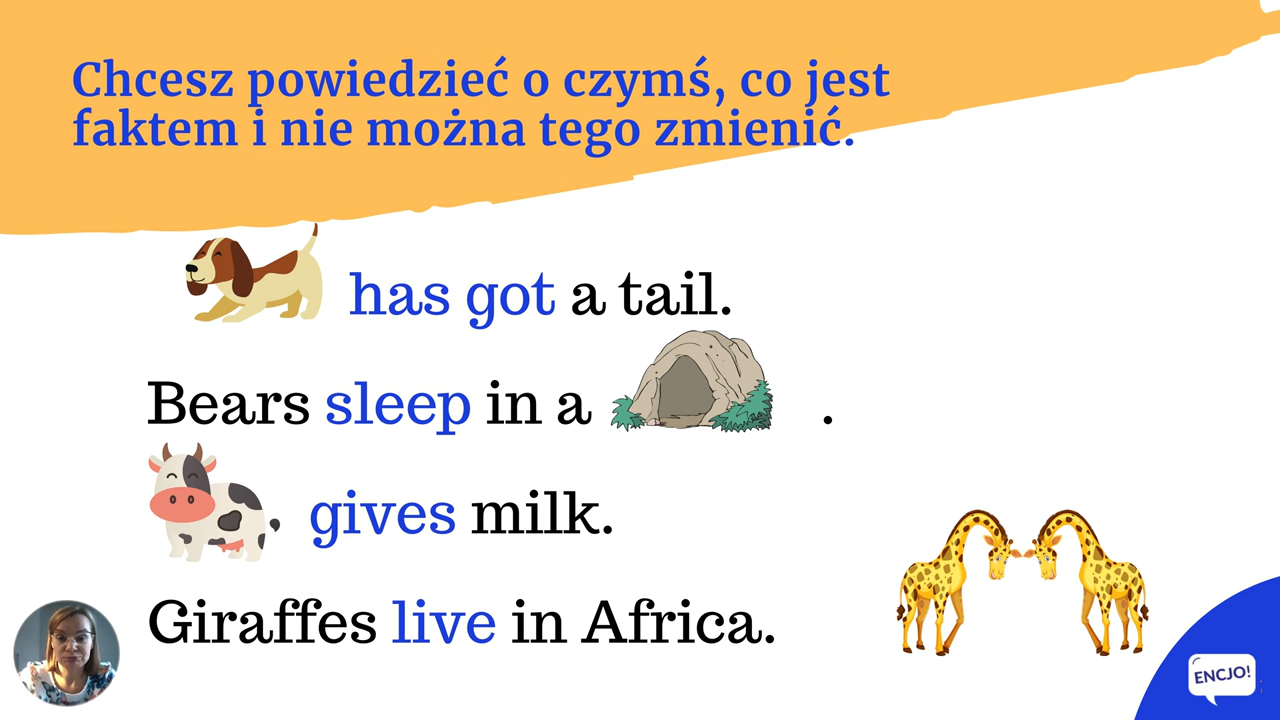 Chcesz powiedzieć o czymś, co jest
faktem i nie można tego zmienić.
has got a tail.
Bears sleep in a .
gives milk.
Giraffes live in Africa.
ENCJO!